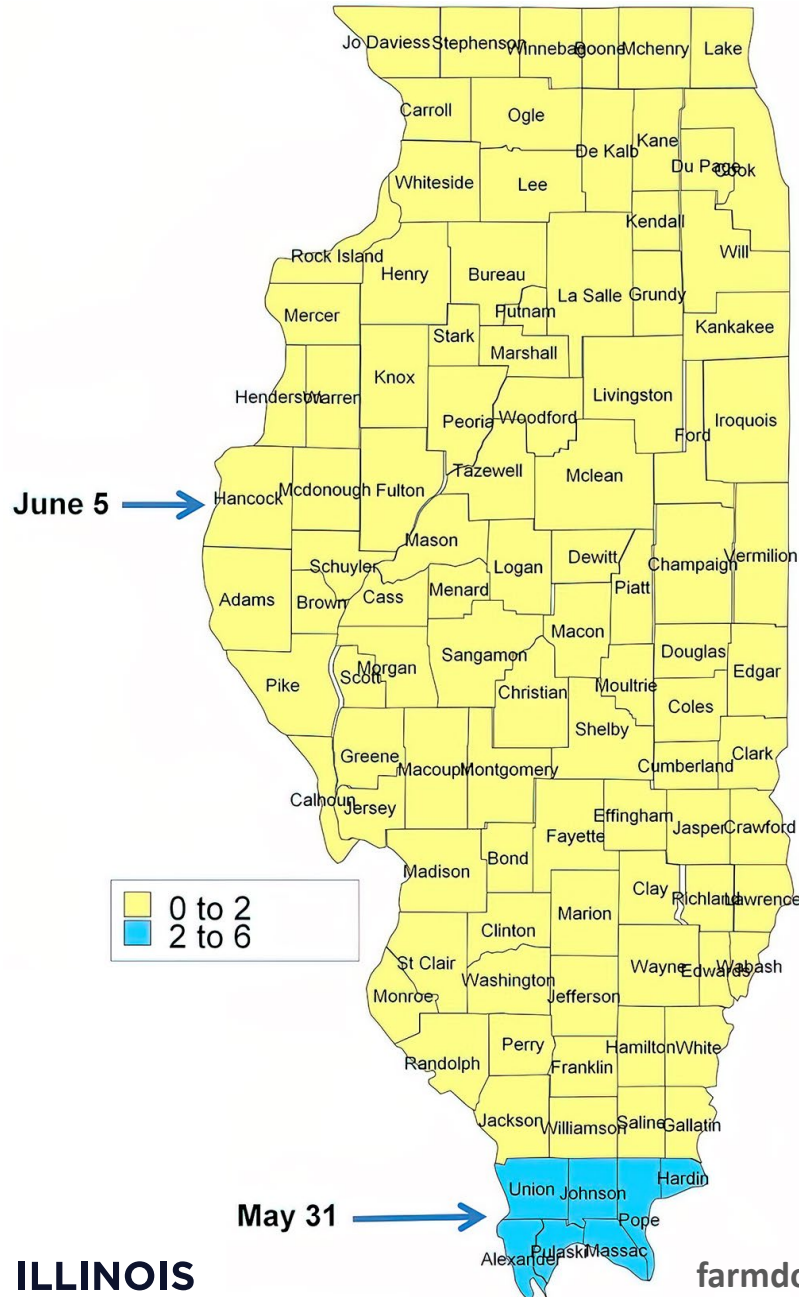 Jo Daviess Stephenson Winnebago Boone Mchenry Lake
Carroll Ogle De Kalb Kane Du Page Cook
Whiteside Lee
Kendall Will
Rock Island Henry Bureau
La Salle Grundy
Mercer Putnam Kankakee
Stark Marshall
Knox
Henderson Warren Peoria Woodford Livingston
Ford Iroquois
June 5
Hancock Mcdonough Fulton Tazewell Mclean
Mason
Schuyler Logan Dewitt Champaign Vermilion
Adams Brown Cass Menard Piatt
Macon
Pike Scott Morgan Sangamon Christian Moultrie Douglas Edgar
Coles
Shelby
Greene Macoupin Montgomery Cumberland Clark
Calhoun Jersey
Fayette Effingham Jasper Crawford
Madison Bond
Clay Richland Lawrence
0 to 2
2 to 6
Marion
Clinton
St Clair Washington Wayne Edwards Wabash
Monroe Jefferson
Randolph Perry Franklin Hamilton White
Jackson Williamson Saline Gallatin
May 31
Union Johnson Pope Hardin
Alexander Pulaski Massac
ILLINOIS
farmdo